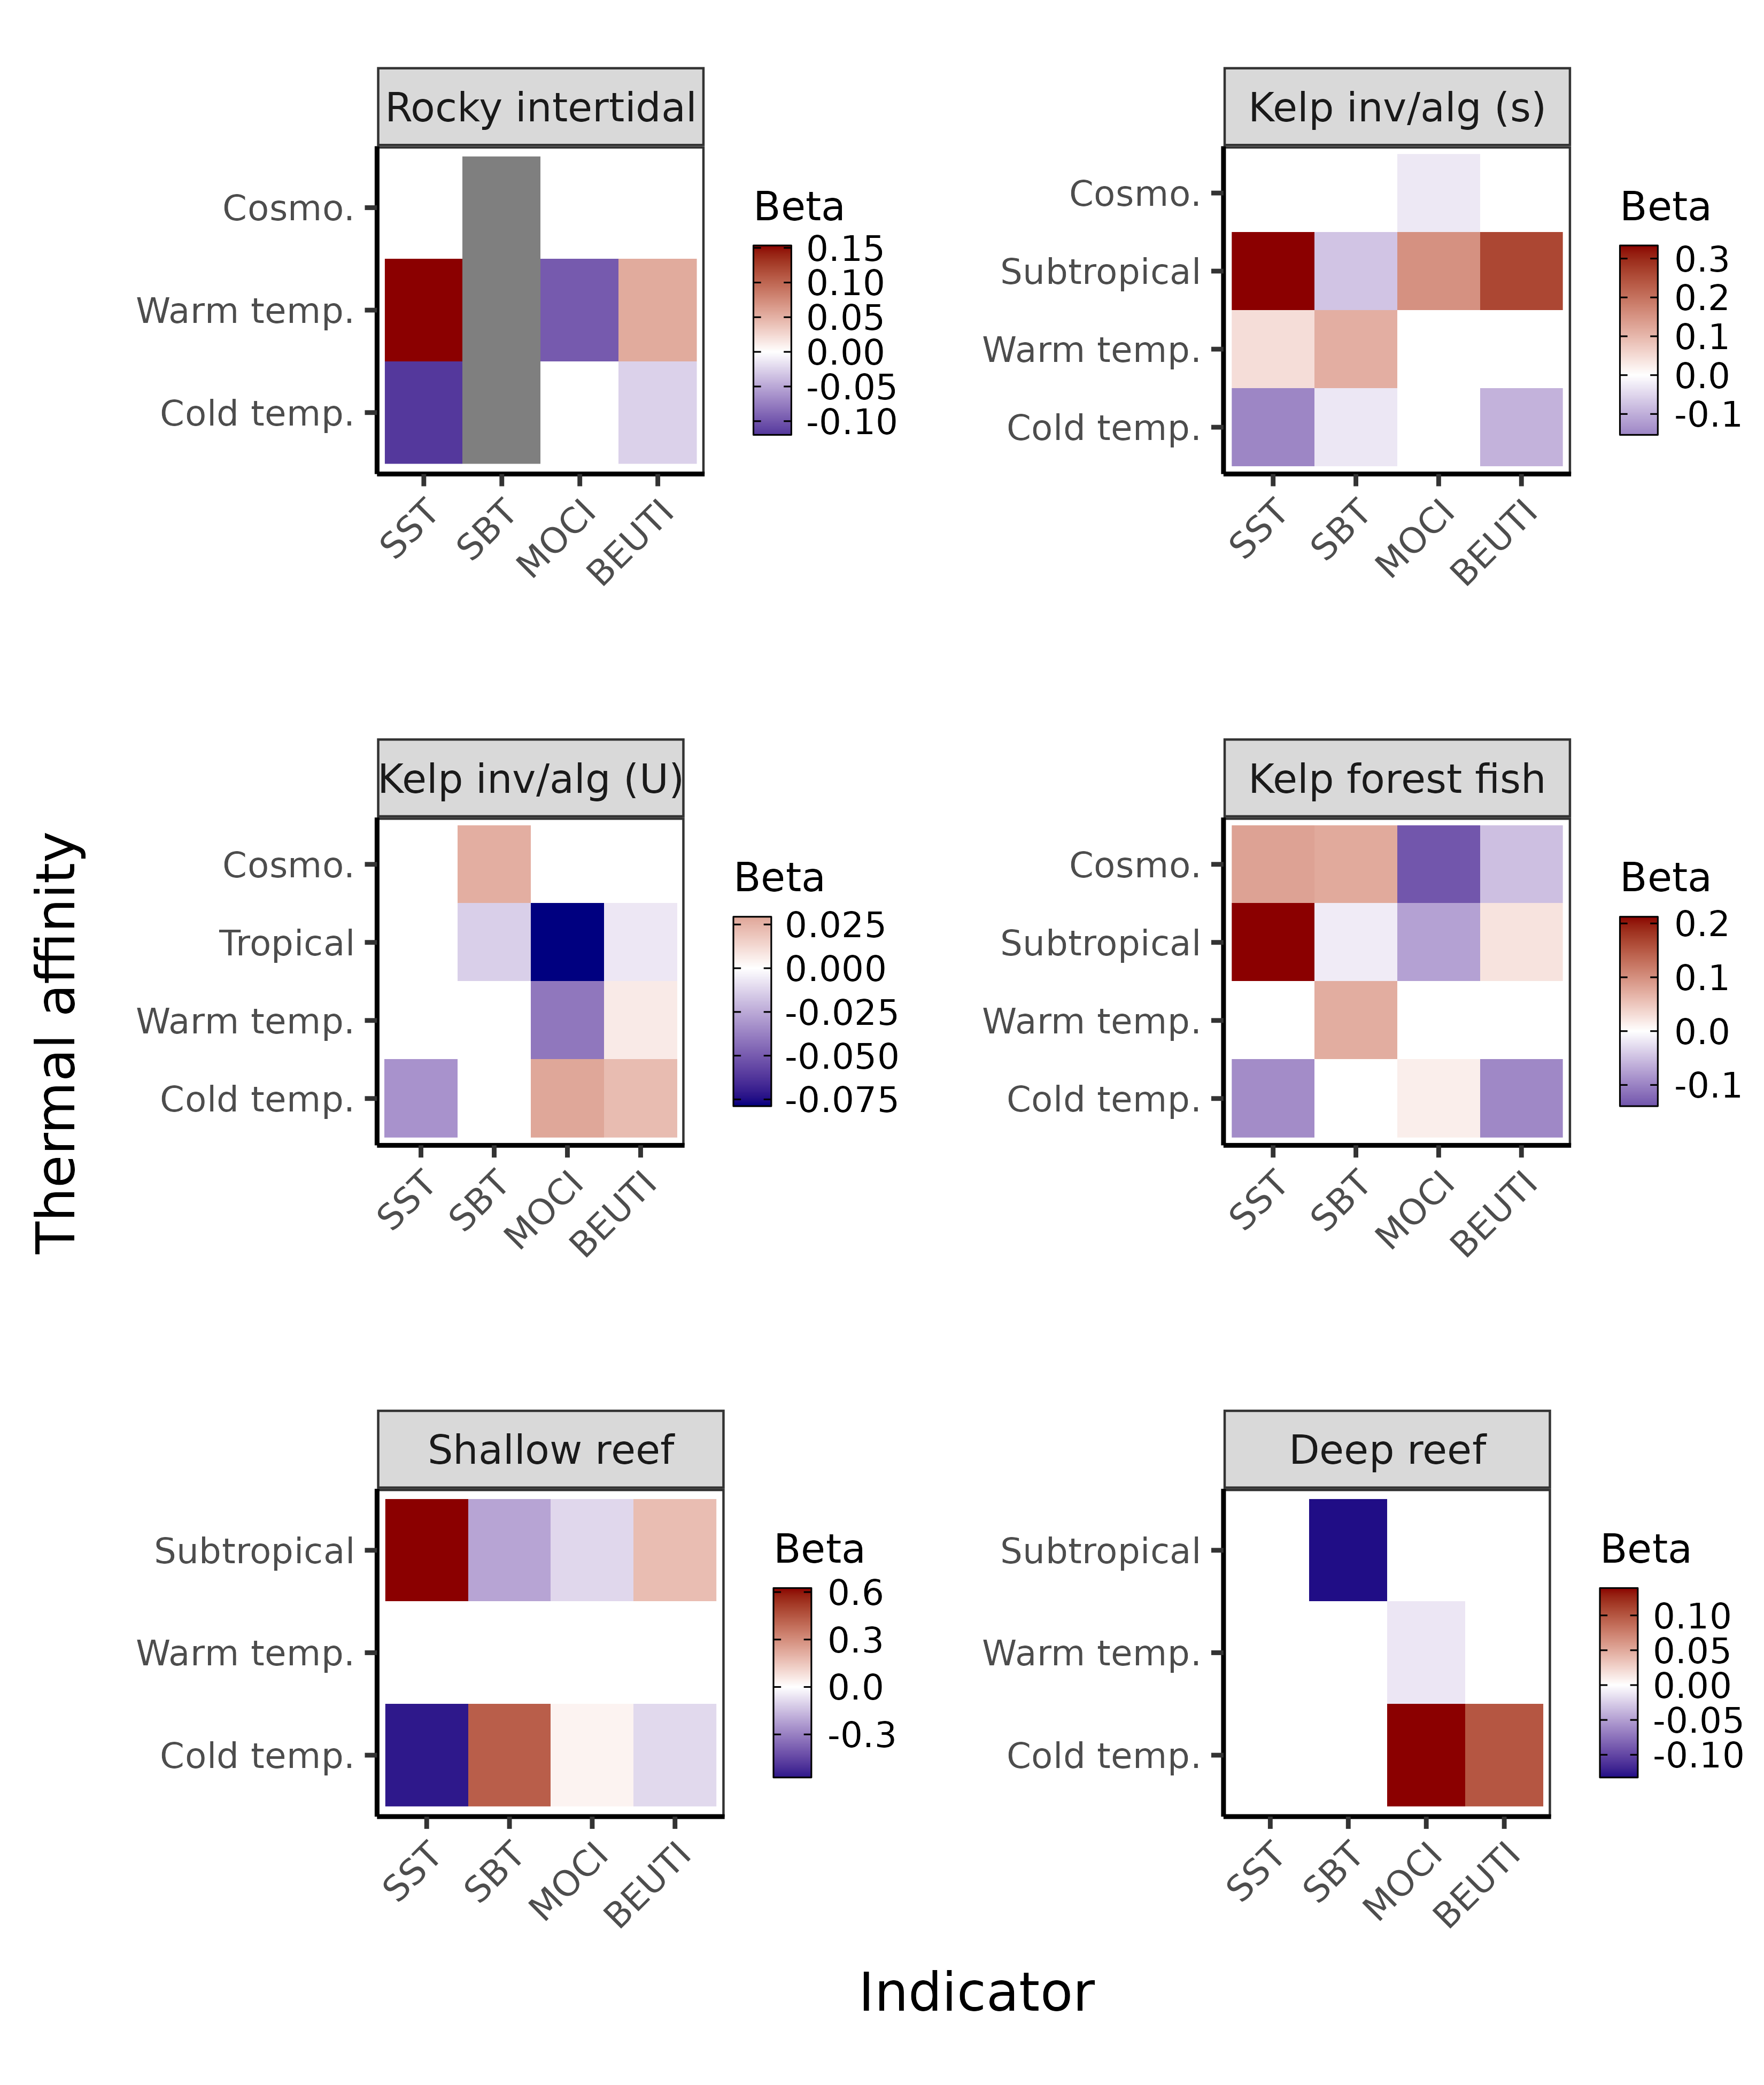 Rocky intertidal
Cosmo.
Warm temp.
Cold temp.
SST
SBT
MOCI
BEUTI
Beta
0.15
0.10
0.05
0.00
-0.05
-0.10
Kelp inv/alg (s)
Cosmo.
Subtropical
Warm temp.
Cold temp.
SST
SBT
MOCI
BEUTI
Beta
0.3
0.2
0.1
0.0
-0.1
Thermal affinity
Kelp inv/alg (U)
Cosmo.
Tropical
Warm temp.
Cold temp.
SST
SBT
MOCI
BEUTI
Beta
0.025
0.000
-0.025
-0.050
-0.075
Kelp forest fish
Cosmo.
Subtropical
Warm temp.
Cold temp.
SST
SBT
MOCI
BEUTI
Beta
0.2
0.1
0.0
-0.1
Shallow reef
Subtropical
Warm temp.
Cold temp.
SST
SBT
MOCI
BEUTI
Beta
0.6
0.3
0.0
-0.3
Deep reef
Subtropical
Warm temp.
Cold temp.
SST
SBT
MOCI
BEUTI
Beta
0.10
0.05
0.00
-0.05
-0.10
Indicator